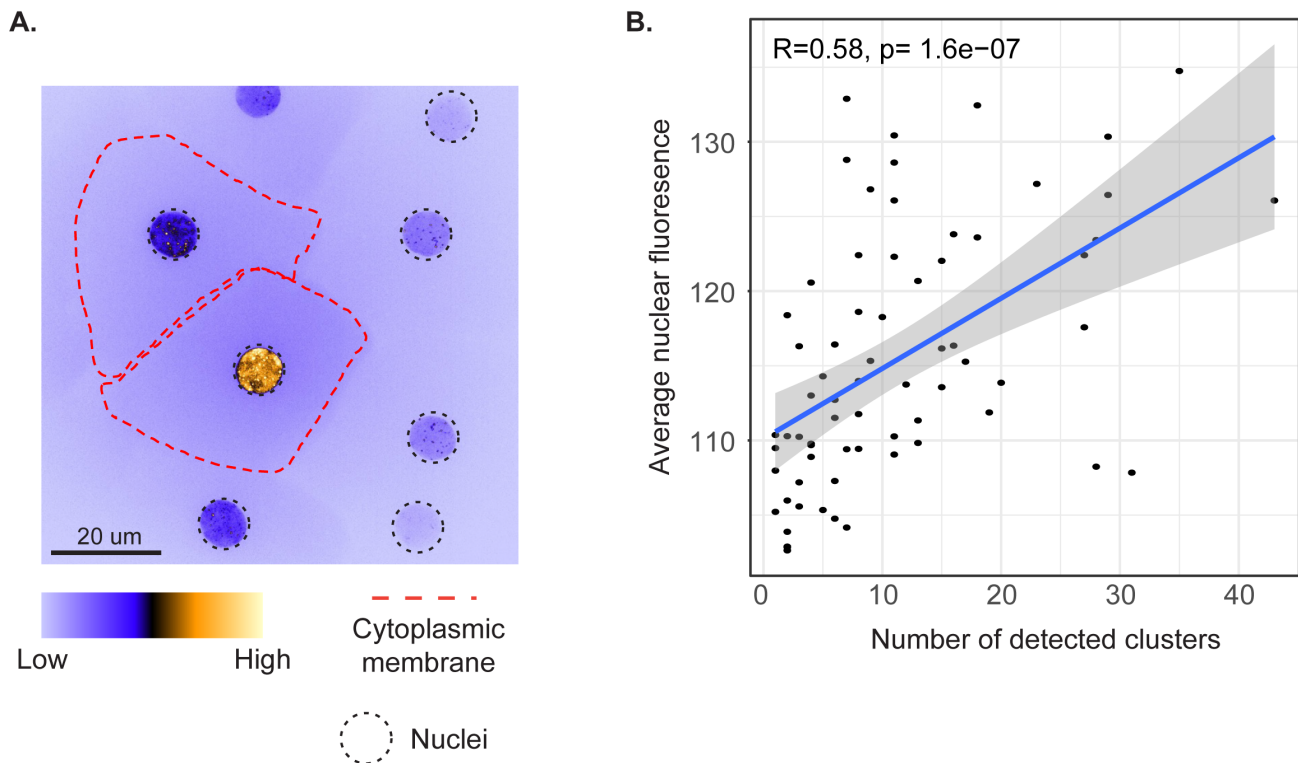 A.
20 um
Low
High
Cytoplasmic
membrane
Nuclei
B.
R=0.58, p= 1.6e−07
Average nuclear fluoresence
130
120
110
0 10 20 30 40
Number of detected clusters